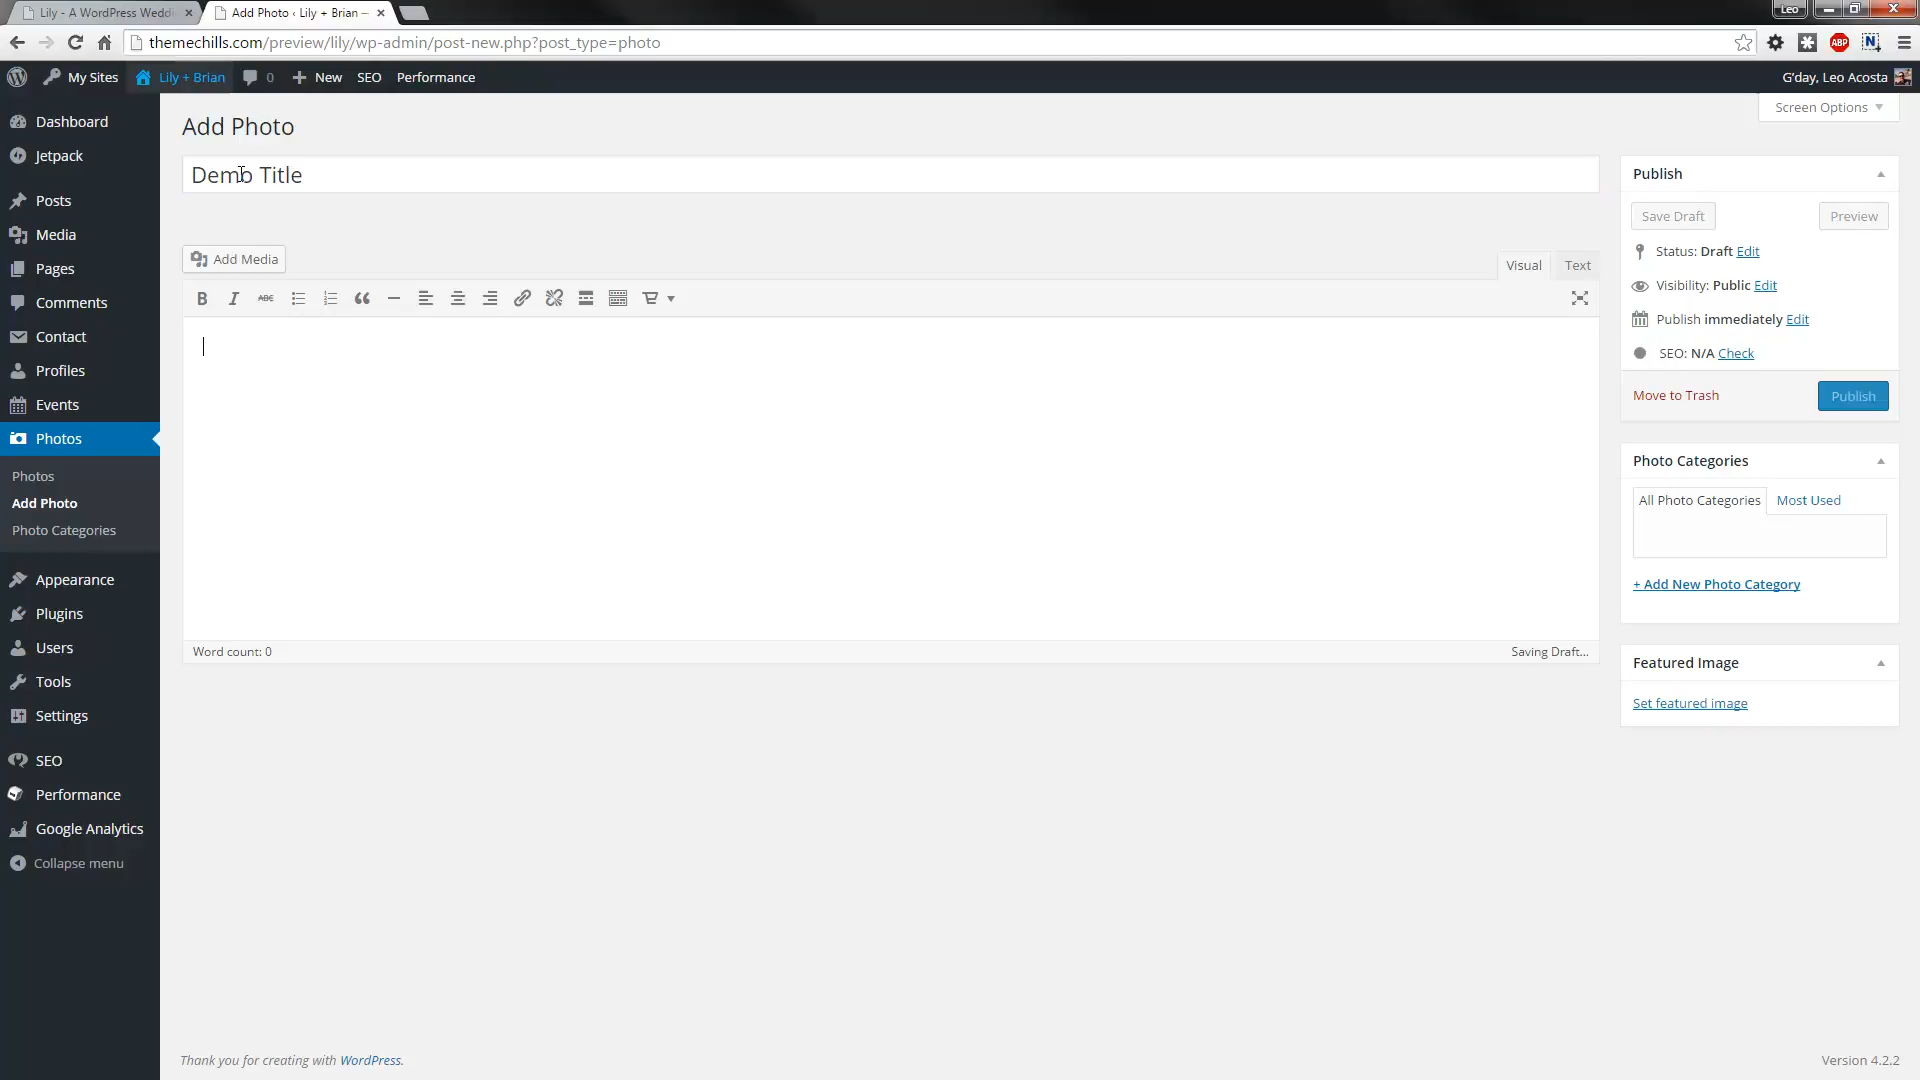 Lily - A WordPress Weddi
Add Photo ‹ Lily + Brian —
Leo
themechills.com/preview/lily/wp-admin/post-new.php?post_type=photo
ABP
N
My Sites
Lily + Brian
0
New
SEO
Performance
G'day, Leo Acosta
Screen Options
Dashboard
Jetpack
Posts
Media
Pages
Comments
Contact
Profiles
Events
Photos
Photos
Add Photo
Photo Categories
Appearance
Plugins
Users
Tools
Settings
SEO
Performance
Google Analytics
Collapse menu
Add Photo
Demo Title
Add Media
Visual
Text
B I ABC
Word count: 0
Saving Draft...
Publish
Save Draft
Preview
Status: Draft Edit
Visibility: Public Edit
Publish immediately Edit
SEO: N/A Check
Move to Trash
Publish
Photo Categories
All Photo Categories
Most Used
+ Add New Photo Category
Featured Image
Set featured image
Thank you for creating with WordPress.
Version 4.2.2